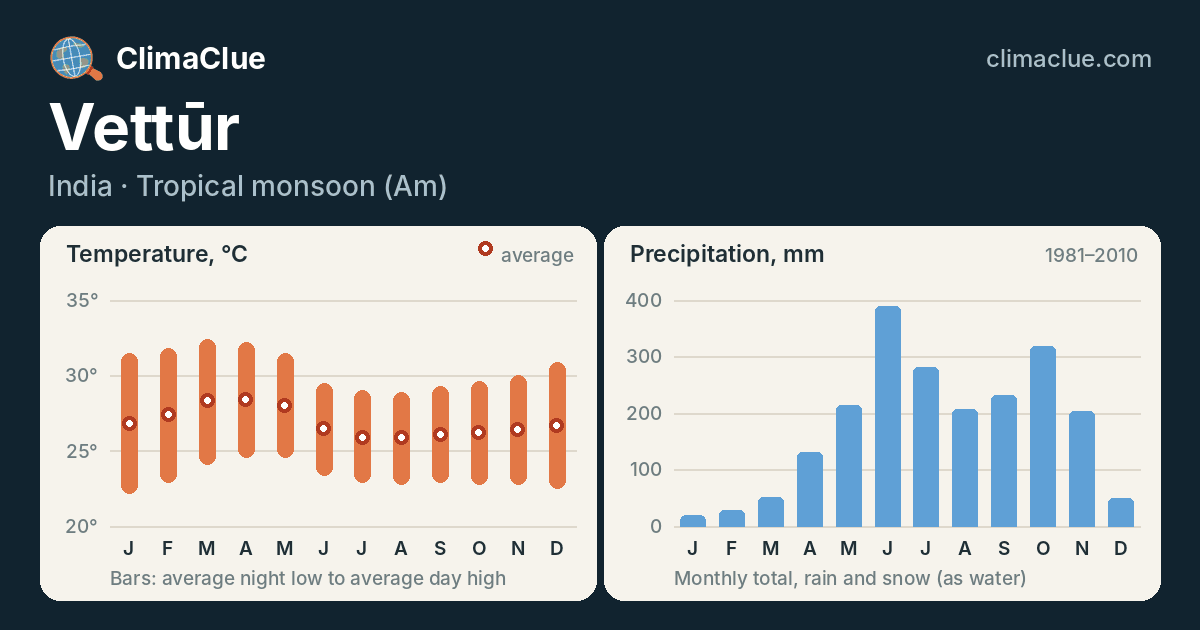 ClimaClue
climaclue.com
Vettūr
India · Tropical monsoon (Am)
Temperature, °C
average
35°
30°
25°
20°
J F M A M J J A S O N D
Bars: average night low to average day high
Precipitation, mm
1981–2010
400
300
200
100
0
J F M A M J J A S O N D
Monthly total, rain and snow (as water)